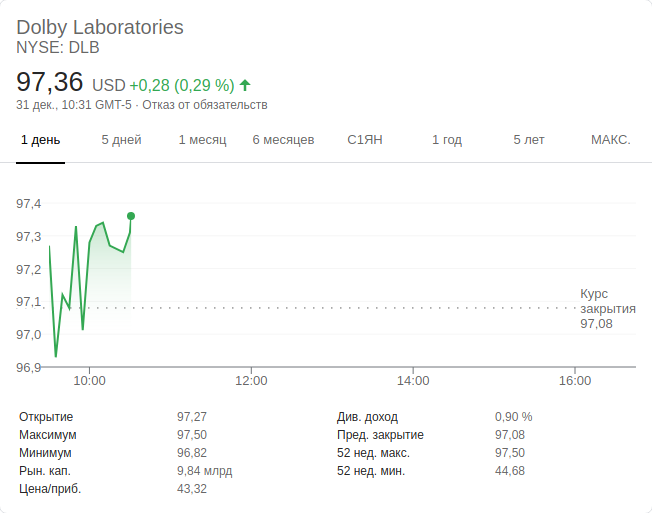 Dolby Laboratories
NYSE: DLB
97,36 USD +0,28 (0,29 %)
31 дек., 10:31 GMT-5 · Отказ от обязательств
1 день 5 дней 1 месяц 6 месяцев С1ЯН 1 год 5 лет МАКС.
97,4
97,3
97,2
97,1
97,0
96,9
Курс
закрытия
97,08
10:00 12:00 14:00 16:00
Открытие 97,27 Див. доход 0,90 %
Максимум 97,50 Пред. закрытие 97,08
Минимум 96,82 52 нед. макс. 97,50
Рын. кап. 9,84 млрд 52 нед. мин. 44,68
Цена/приб. 43,32